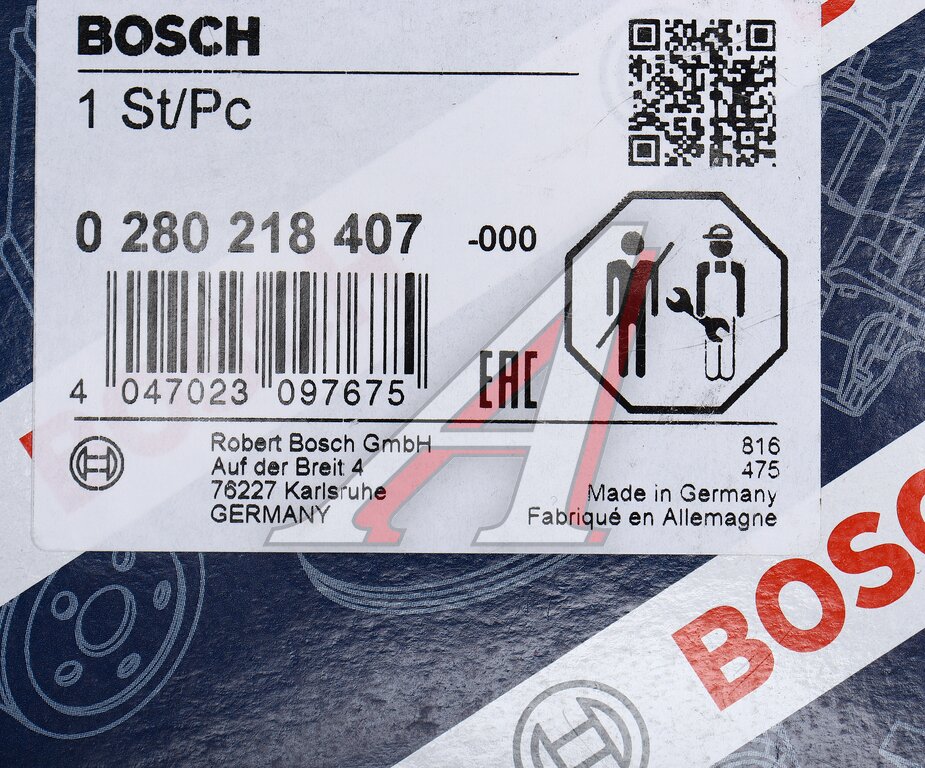 BOSCH
1 St/Pc
0 280 218 407 -000
4 047023 097675
EAC
Robert Bosch GmbH
Auf der Breit 4
76227 Karlsruhe
GERMANY
816
475
Made in Germany
Fabriqué en Allemagne
BOSC